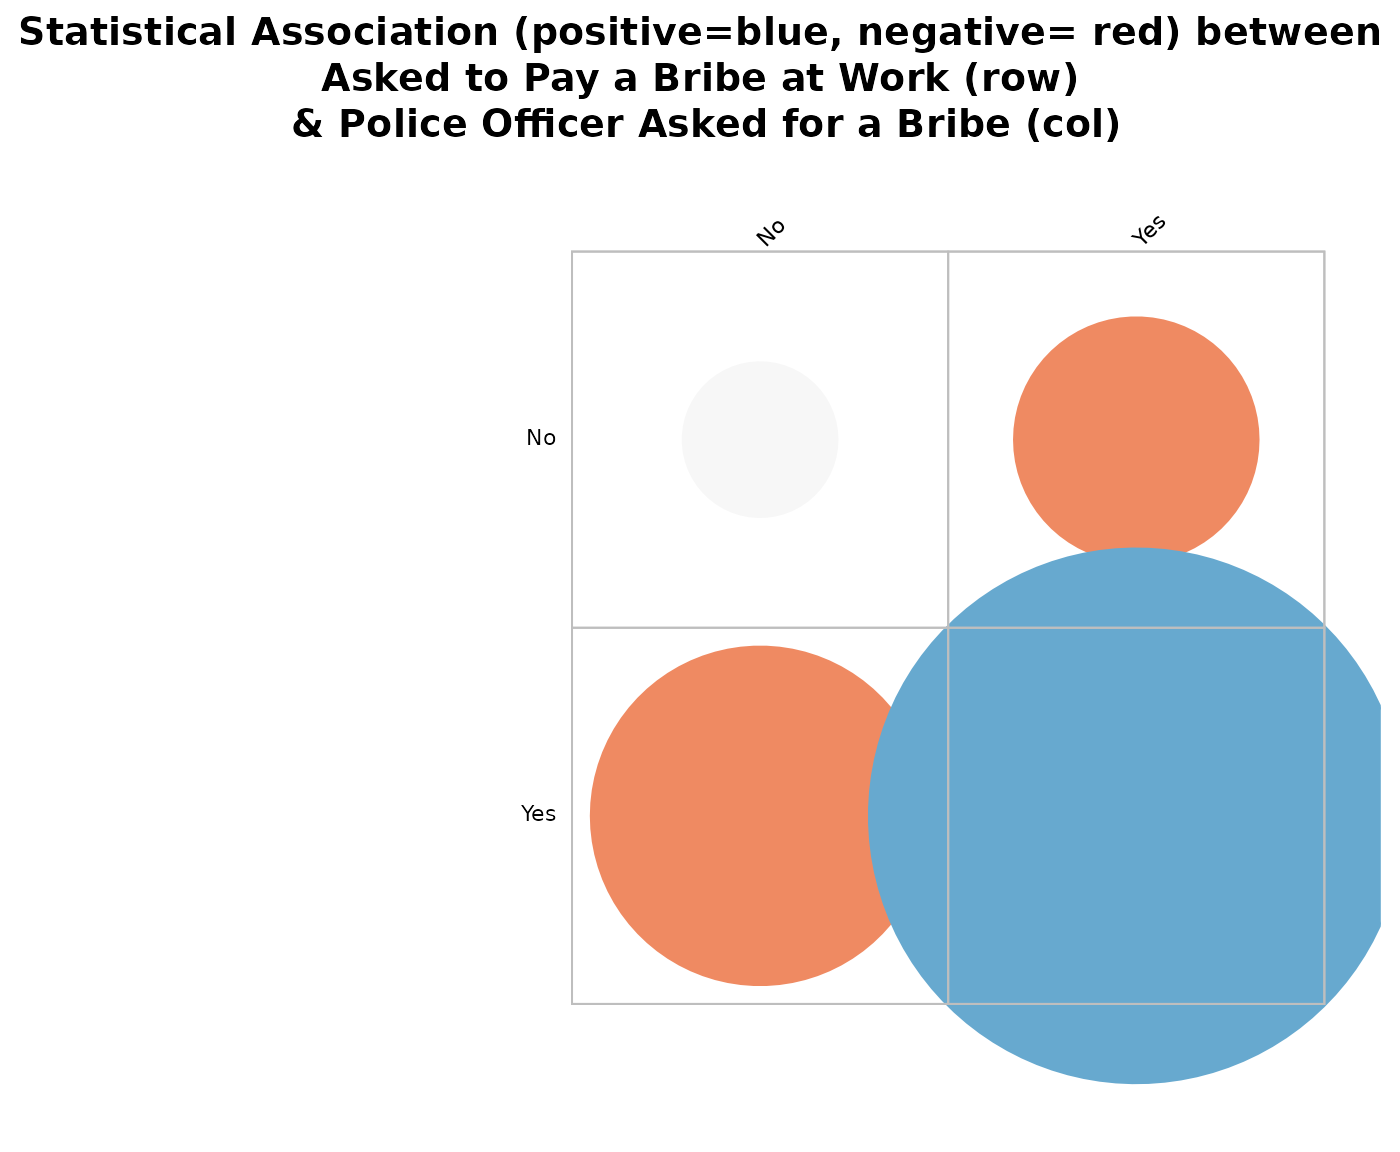 Statistical Association (positive=blue, negative= red) between
Asked to Pay a Bribe at Work (row)
& Police Officer Asked for a Bribe (col)
No
Yes
No
Yes